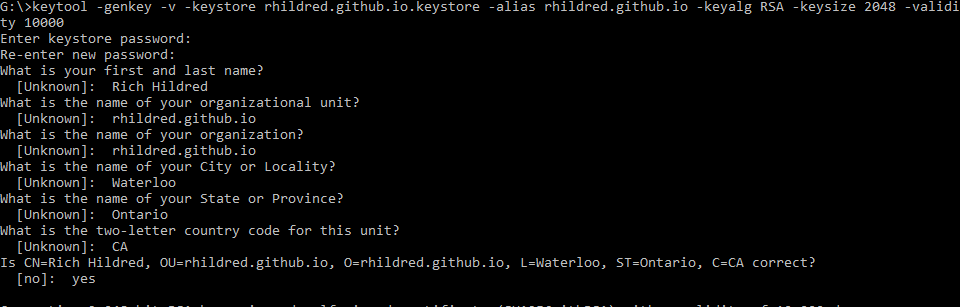 G:\>keytool -genkey -v -keystore rhildred.github.io.keystore -alias rhildred.github.io -keyalg RSA -keysize 2048 -validi
ty 10000
Enter keystore password:
Re-enter new password:
What is your first and last name?
  [Unknown]:  Rich Hildred
What is the name of your organizational unit?
  [Unknown]:  rhildred.github.io
What is the name of your organization?
  [Unknown]:  rhildred.github.io
What is the name of your City or Locality?
  [Unknown]:  Waterloo
What is the name of your State or Province?
  [Unknown]:  Ontario
What is the two-letter country code for this unit?
  [Unknown]:  CA
Is CN=Rich Hildred, OU=rhildred.github.io, O=rhildred.github.io, L=Waterloo, ST=Ontario, C=CA correct?
  [no]:  yes